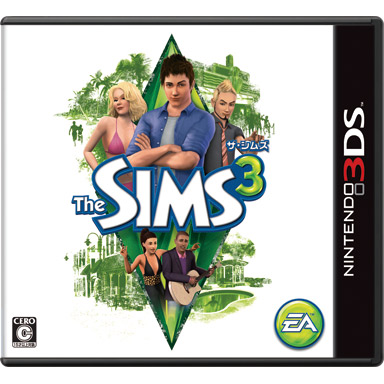 ザ・シムズ
The SIMS 3
NINTENDO 3DS
CERO
C
EA